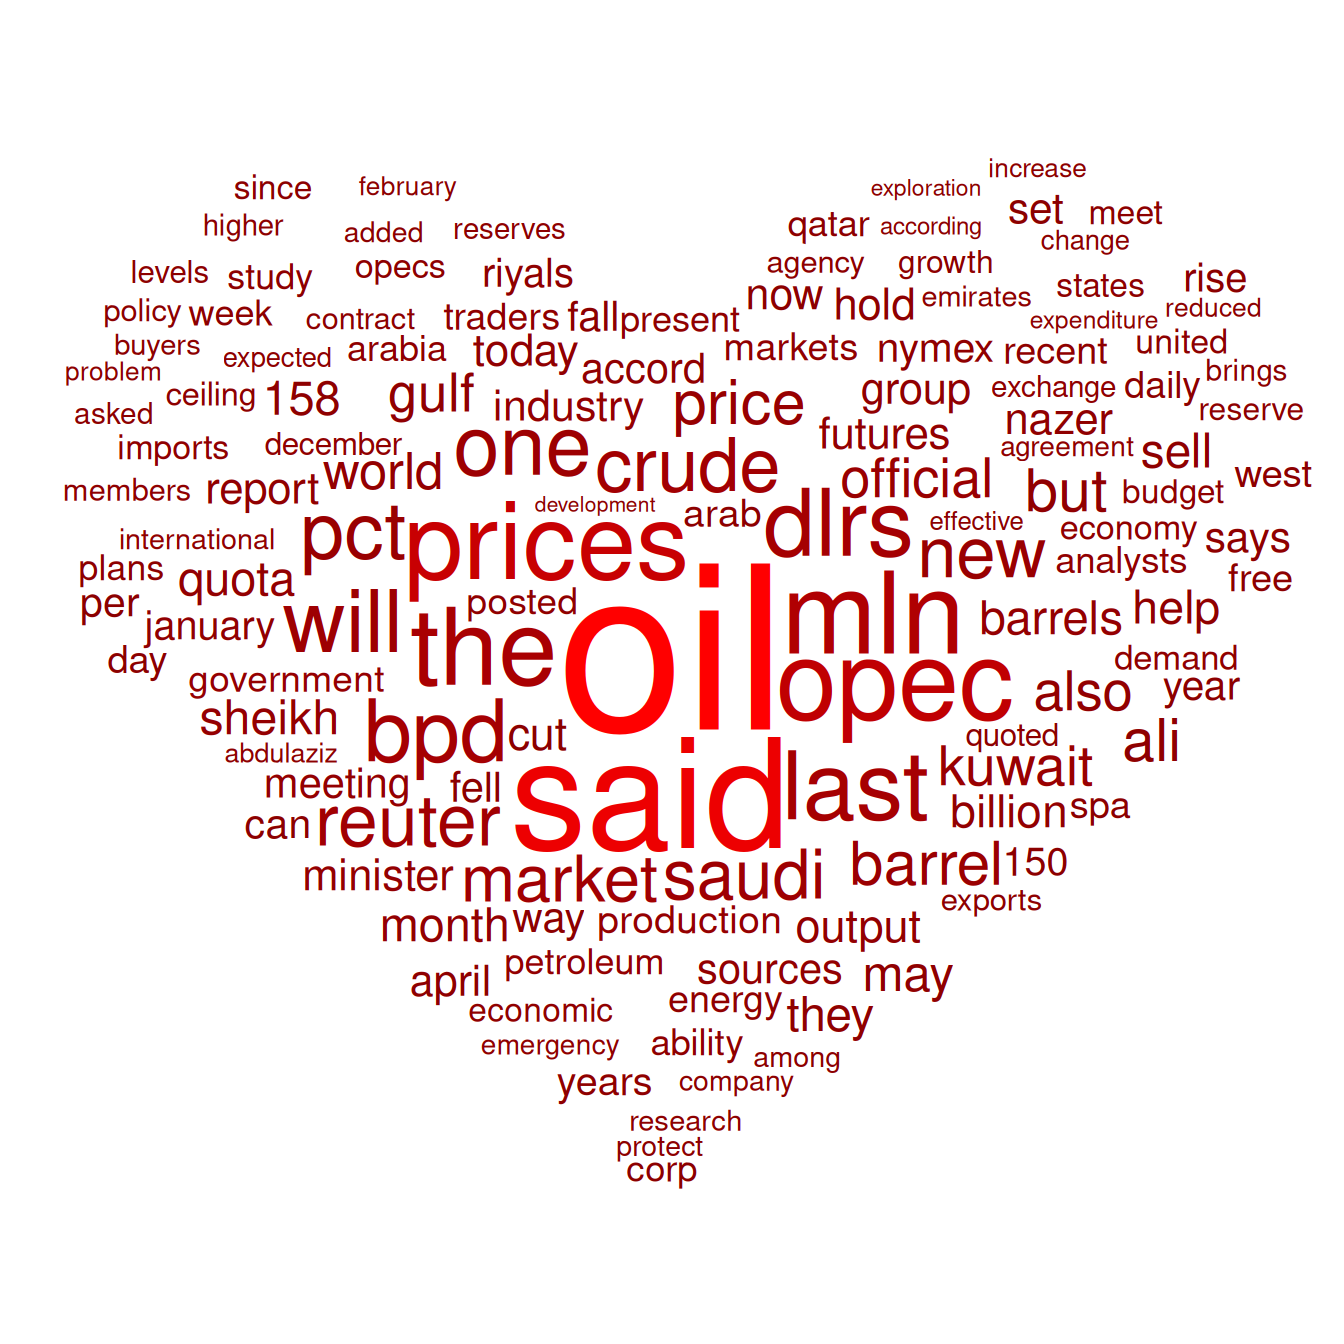 increase
since february exploration
set meet
higher added reserves qatar according
change
levels study opecs riyals agency growth
states rise
now hold emirates
policy week contract traders fall present reduced
expenditure
buyers expected arabia today accord markets nymex recent united
problem brings
ceiling 158 gulf industry price group exchange daily
asked nazer reserve
imports december one crude futures agreement sell
members report world official but budget west
development arab dlrs effective economy
international pct prices new analysts says
plans quota free
per posted oil mln barrels help
january will the
day demand
government opec also year
sheikh bpd cut quoted ali
abdulaziz
meeting fell last kuwait
can reuter said billion spa
minister market saudi barrel 150
exports
month way production output
april petroleum sources may
economic energy they
emergency ability among
years company
research
protect
corp